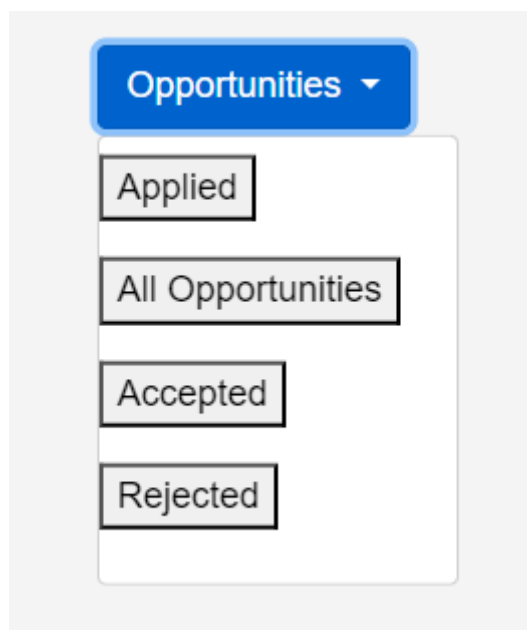 Opportunities
Applied
All Opportunities
Accepted
Rejected